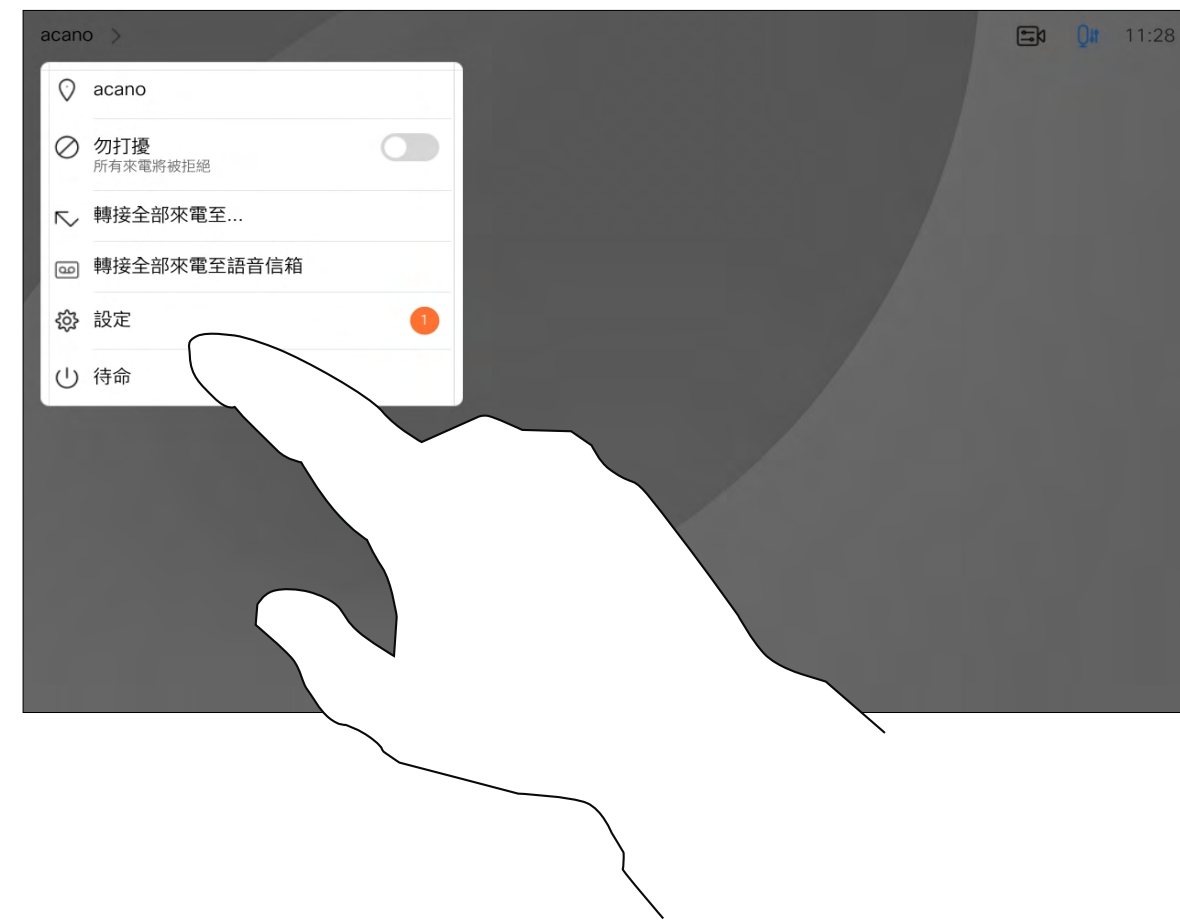 acano
11:28
acano
勿打擾
所有來電將被拒絕
轉接全部來電至...
轉接全部來電至語音信箱
設定
1
待命